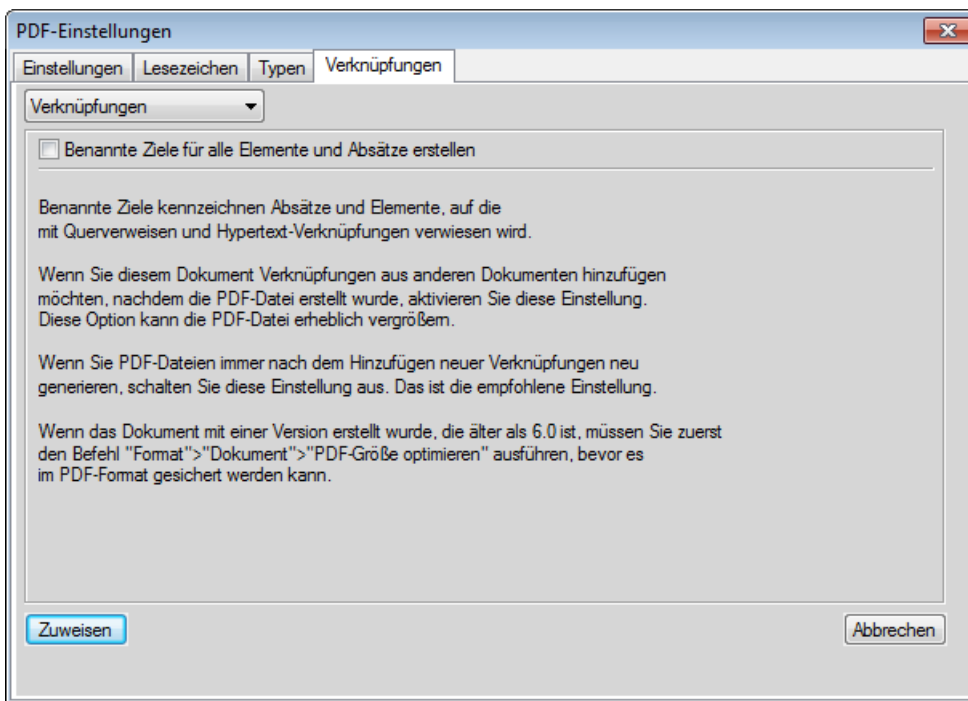 PDF-Einstellungen
Einstellungen Lesezeichen Typen Verknüpfungen
Verknüpfungen
Benannte Ziele für alle Elemente und Absätze erstellen
Benannte Ziele kennzeichnen Absätze und Elemente, auf die
mit Querverweisen und Hypertext-Verknüpfungen verwiesen wird.
Wenn Sie diesem Dokument Verknüpfungen aus anderen Dokumenten hinzufügen
möchten, nachdem die PDF-Datei erstellt wurde, aktivieren Sie diese Einstellung.
Diese Option kann die PDF-Datei erheblich vergrößern.
Wenn Sie PDF-Dateien immer nach dem Hinzufügen neuer Verknüpfungen neu
generieren, schalten Sie diese Einstellung aus. Das ist die empfohlene Einstellung.
Wenn das Dokument mit einer Version erstellt wurde, die älter als 6.0 ist, müssen Sie zuerst
den Befehl "Format">"Dokument">"PDF-Größe optimieren" ausführen, bevor es
im PDF-Format gesichert werden kann.
Zuweisen Abbrechen